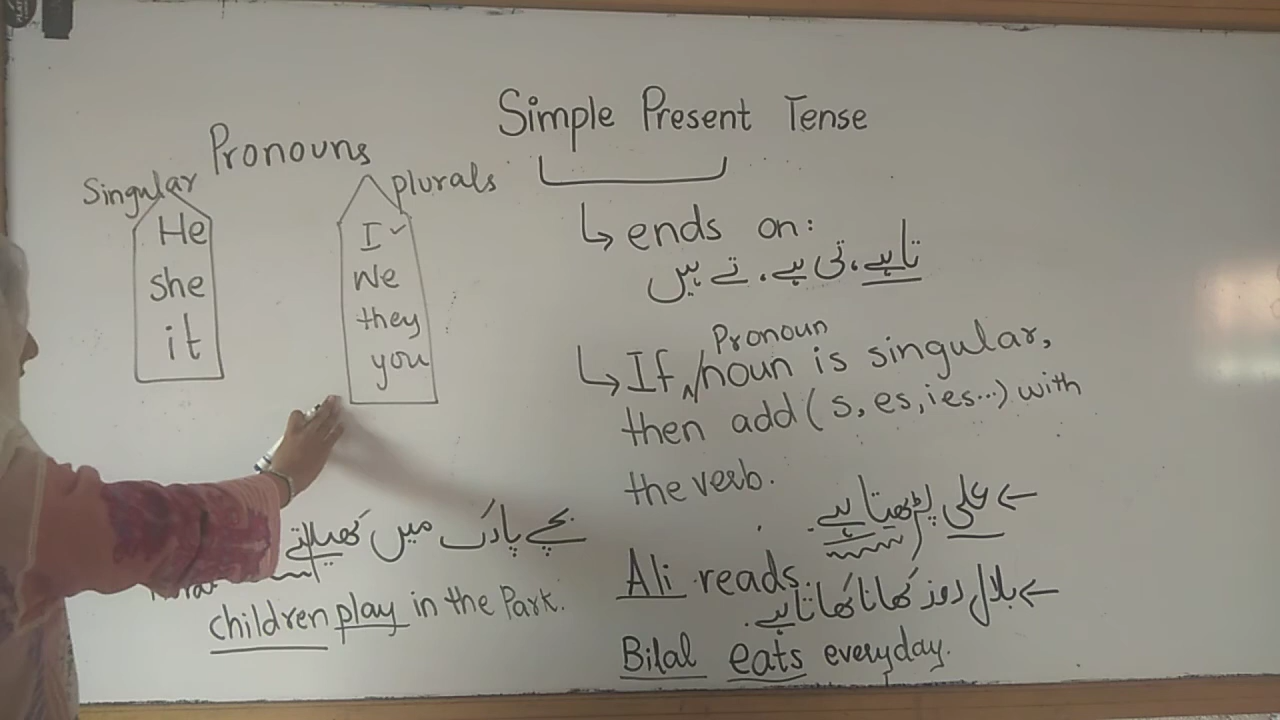 Simple Present Tense
Pronouns
Singular
He
she
it
plurals
I ✓
We
they
you
↳ ends on:
تا ہے، تی ہے، تے ہیں
Pronoun
↳ If /noun is singular,
then add (s, es, ies...) with
the verb.
← علی پڑھتا ہے۔
Ali reads.
← بلال روز کھانا کھاتا ہے۔
Bilal eats everyday.
بچے پارک میں کھیلتے
children play in the Park.